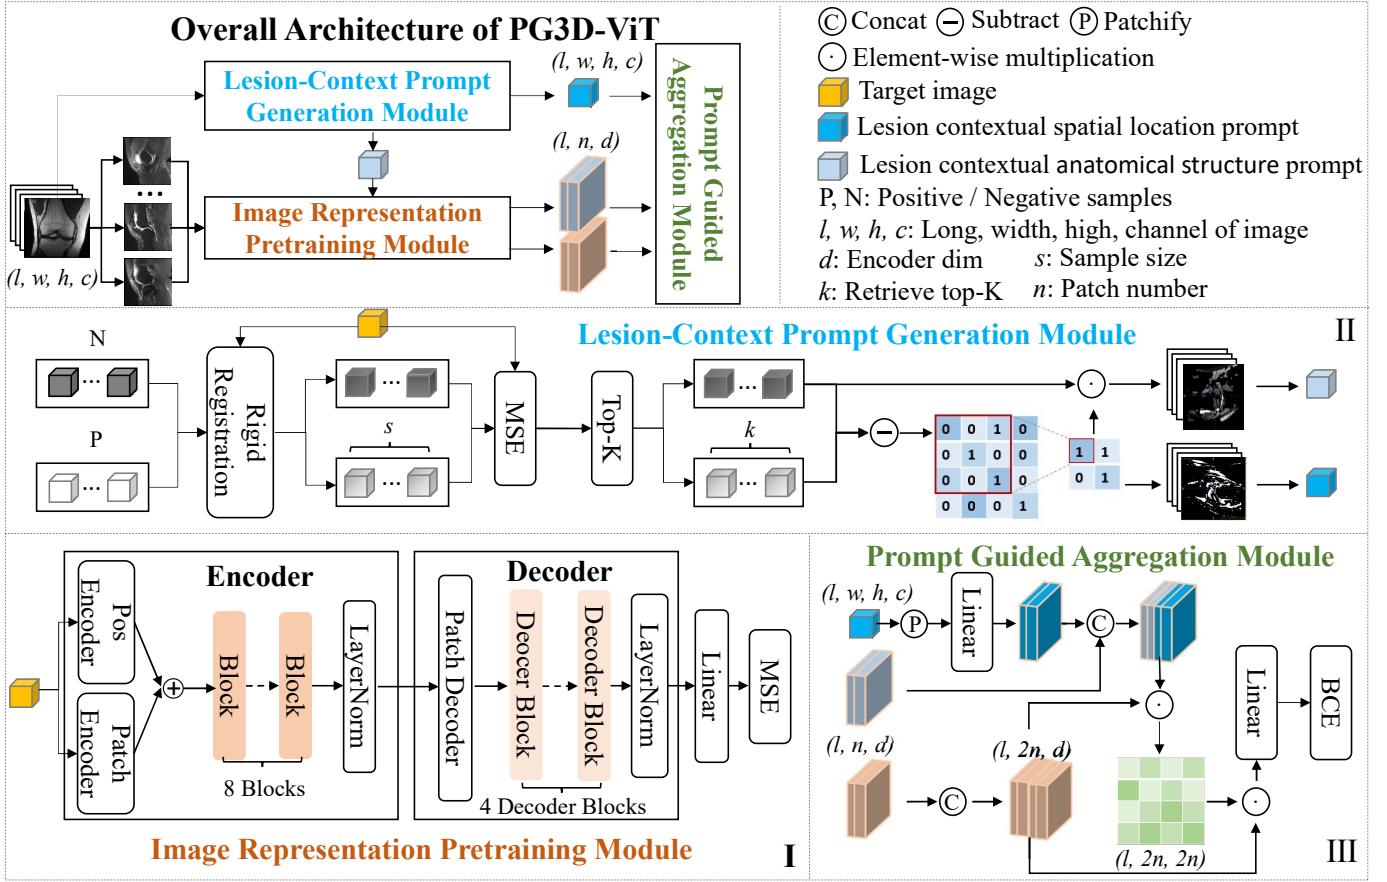 Overall Architecture of PG3D-ViT
Lesion-Context Prompt
Generation Module
(l, w, h, c)
(l, n, d)
Image Representation
Pretraining Module
(l, w, h, c)
Prompt Guided
Aggregation Module
C Concat − Subtract P Patchify
Element-wise multiplication
Target image
Lesion contextual spatial location prompt
Lesion contextual anatomical structure prompt
P, N: Positive / Negative samples
l, w, h, c: Long, width, high, channel of image
d: Encoder dim s: Sample size
k: Retrieve top-K n: Patch number
Lesion-Context Prompt Generation Module
II
N
P
Rigid
Registration
s
MSE
Top-K
k
−
0 0 1 0
0 1 0 0
0 0 1 0
0 0 0 1
1 1
0 1
Encoder
Pos
Encoder
Patch
Encoder
+
Block
Block
8 Blocks
LayerNorm
Decoder
Patch Decoder
Deocer Block
Decoder Block
4 Decoder Blocks
LayerNorm
Linear
MSE
Image Representation Pretraining Module
I
Prompt Guided Aggregation Module
(l, w, h, c)
P
Linear
C
(l, n, d)
C
(l, 2n, d)
(l, 2n, 2n)
Linear
BCE
III